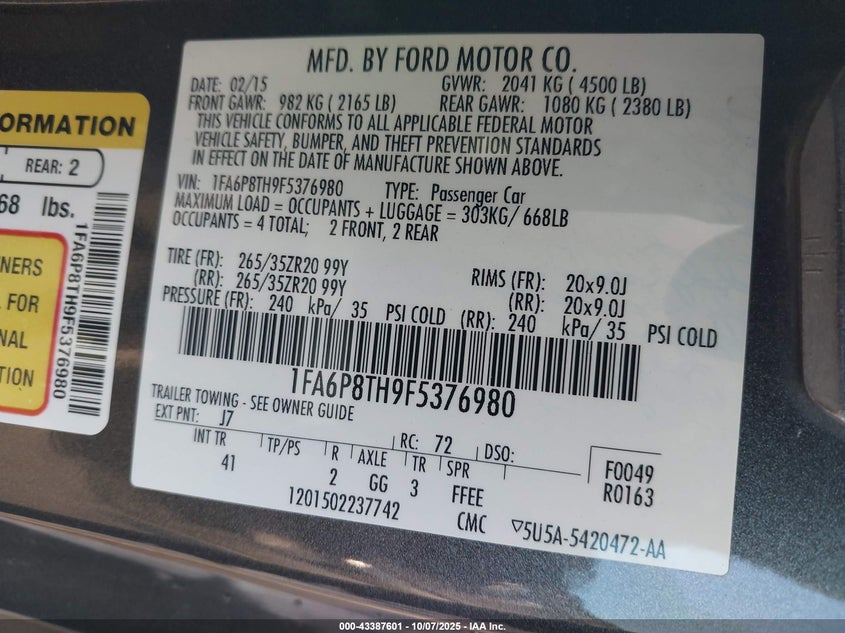 ORMATION
REAR: 2
68 lbs.
NERS
FOR
NAL
TION
1FA6P8TH9F5376980
MFD. BY FORD MOTOR CO.
DATE: 02/15 GVWR: 2041 KG ( 4500 LB)
FRONT GAWR: 982 KG ( 2165 LB) REAR GAWR: 1080 KG ( 2380 LB)
THIS VEHICLE CONFORMS TO ALL APPLICABLE FEDERAL MOTOR
VEHICLE SAFETY, BUMPER, AND THEFT PREVENTION STANDARDS
IN EFFECT ON THE DATE OF MANUFACTURE SHOWN ABOVE.
VIN: 1FA6P8TH9F5376980 TYPE: Passenger Car
MAXIMUM LOAD = OCCUPANTS + LUGGAGE = 303KG/ 668LB
OCCUPANTS = 4 TOTAL; 2 FRONT, 2 REAR
TIRE (FR): 265/35ZR20 99Y RIMS (FR): 20x9.0J
(RR): 265/35ZR20 99Y (RR): 20x9.0J
PRESSURE (FR): 240 kPa/ 35 PSI COLD (RR): 240 kPa/ 35 PSI COLD
1FA6P8TH9F5376980
TRAILER TOWING - SEE OWNER GUIDE
EXT PNT: J7 RC: 72 DSO:
INT TR TP/PS R AXLE TR SPR F0049
41 2 GG 3 FFEE R0163
1201502237742 CMC ▽5U5A-5420472-AA
000-43387601 | 10/07/2025 | IAA Inc.